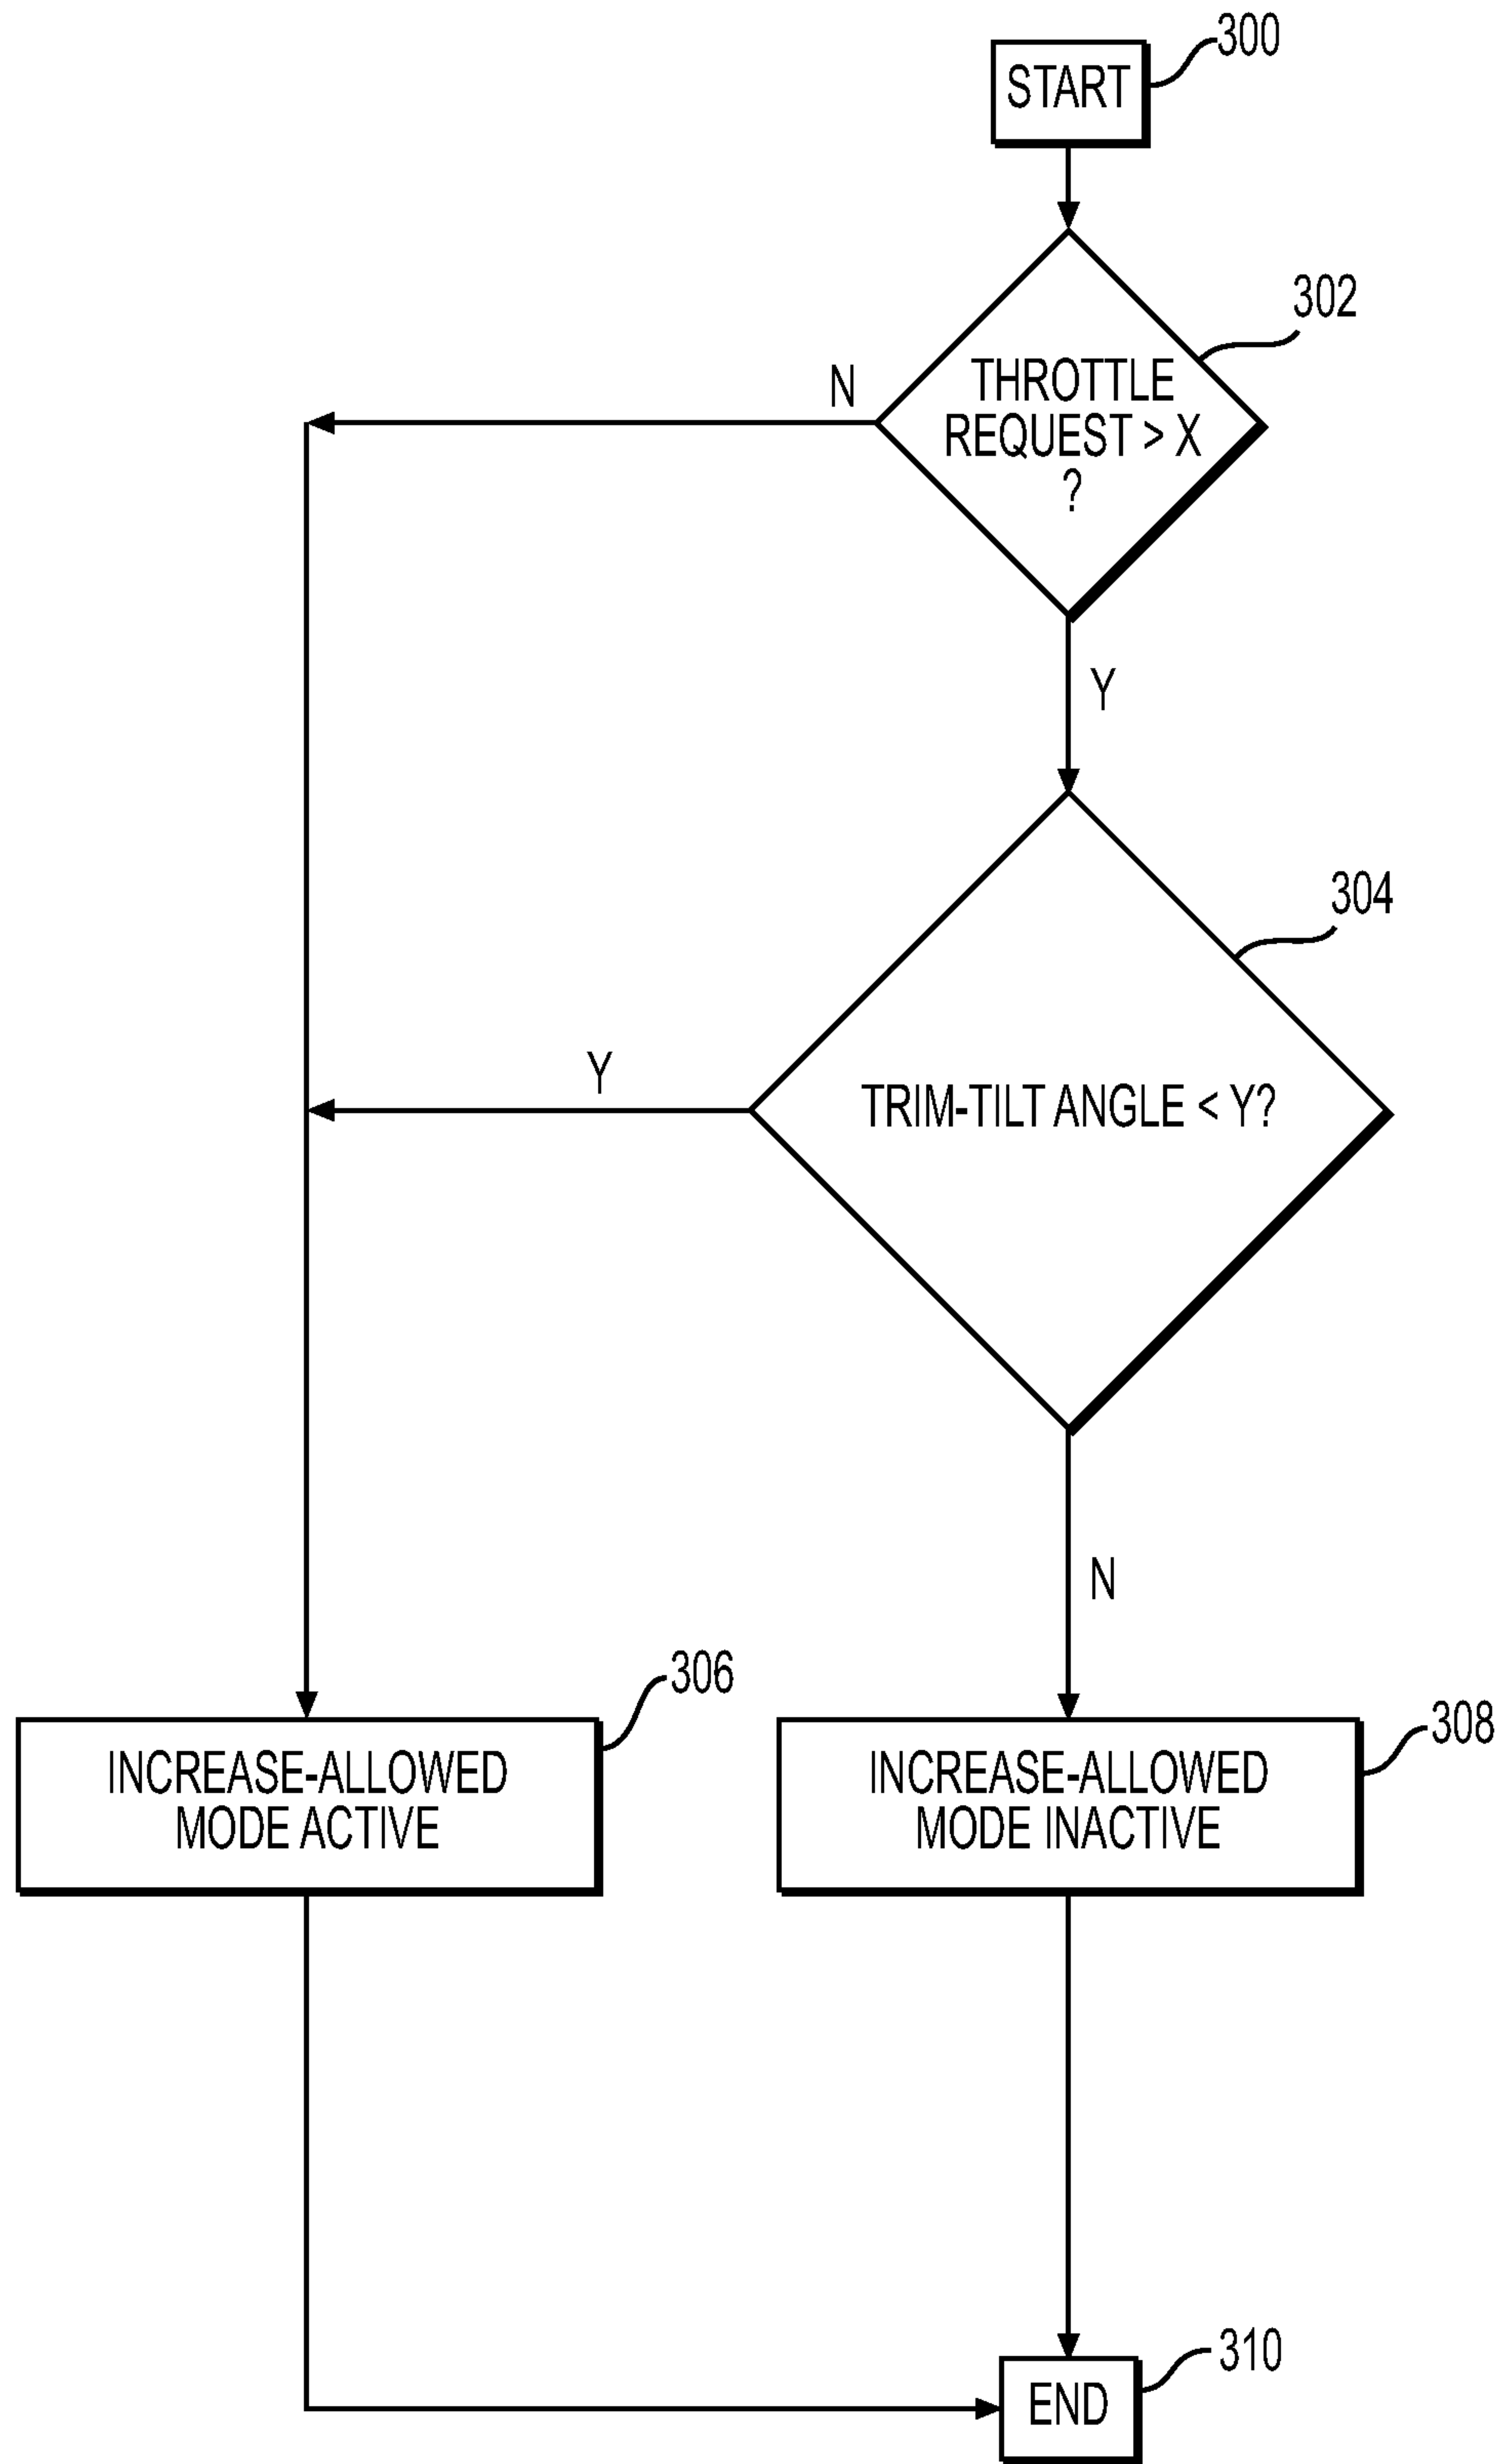 300
START
302
THROTTLE
REQUEST > X
?
N
Y
304
TRIM-TILT ANGLE < Y?
Y
N
306
INCREASE-ALLOWED
MODE ACTIVE
308
INCREASE-ALLOWED
MODE INACTIVE
310
END